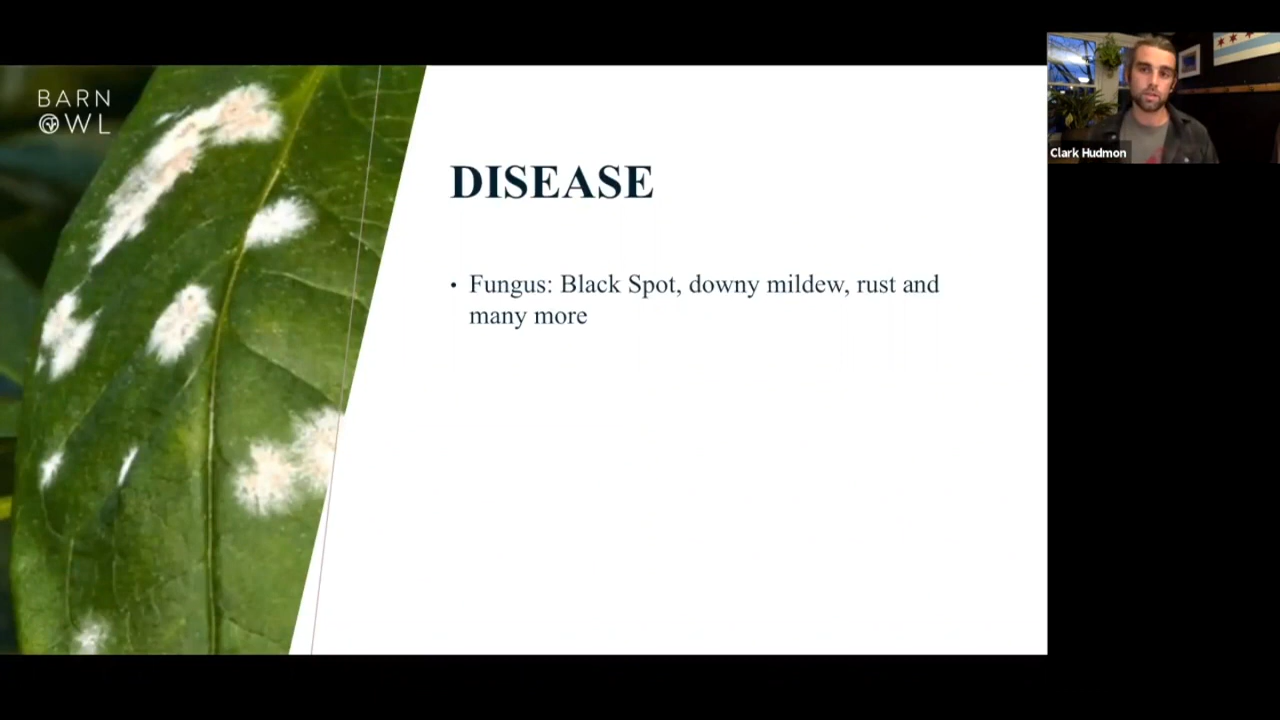 BARN
OWL
DISEASE
• Fungus: Black Spot, downy mildew, rust and
many more
Clark Hudmon